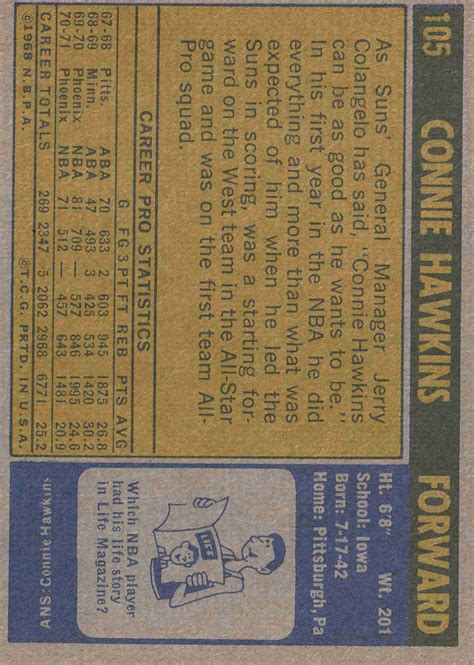 105 CONNIE HAWKINS FORWARD
As Suns' General Manager Jerry
Colangelo has said, "Connie Hawkins
can be as good as he wants to be."
In his first year in the NBA he did
everything and more than what was
expected of him when he led the
Suns in scoring, was a starting for-
ward on the West team in the All-Star
game and was on the first team All-
Pro squad.
Ht. 6'8" Wt. 201
School: Iowa
Born: 7-17-42
Home: Pittsburgh, Pa
LIFE
Which NBA player
had his life story
in Life Magazine?
ANS: Connie Hawkins
CAREER PRO STATISTICS
G FG 3PT FT REB PTS AVG
67-68 Pitts. ABA 70 633 2 603 945 1875 26.8
68-69 Minn. ABA 47 493 3 425 534 1420 30.2
69-70 Phoenix NBA 81 709 — 577 846 1995 24.6
70-71 Phoenix NBA 71 512 — 457 643 1481 20.9
CAREER TOTALS 269 2347 5 2062 2968 6771 25.2
©1968 N.B.P.A. ©T.C.G. PRTD. IN U.S.A.